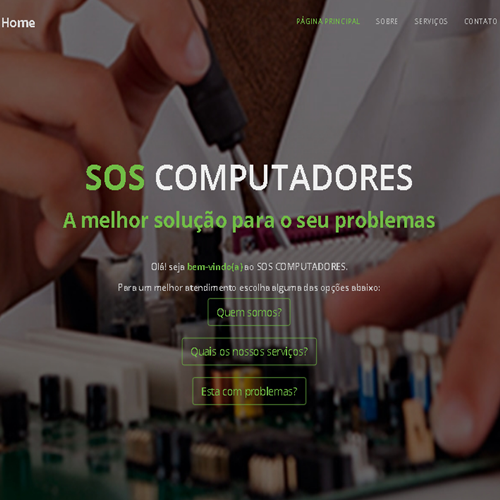 Home
PÁGINA PRINCIPAL SOBRE SERVIÇOS CONTATO
SOS COMPUTADORES
A melhor solução para o seu problemas
Olá! seja bem-vindo(a) ao SOS COMPUTADORES.
Para um melhor atendimento escolha alguma das opções abaixo:
Quem somos?
Quais os nossos serviços?
Esta com problemas?